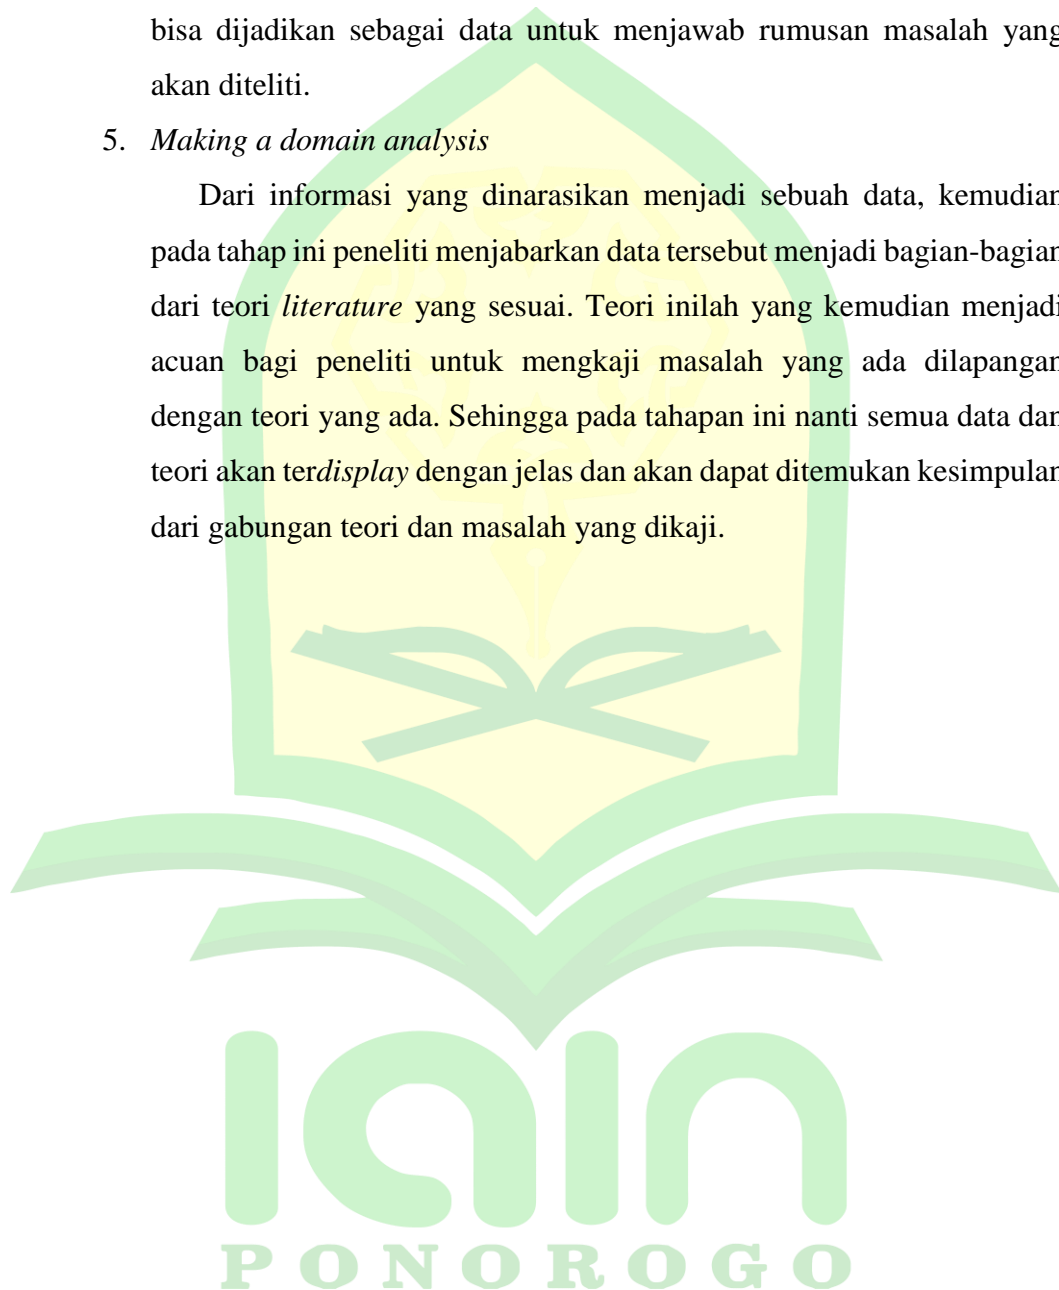 bisa dijadikan sebagai data untuk menjawab rumusan masalah yang
akan diteliti.
5. Making a domain analysis
Dari informasi yang dinarasikan menjadi sebuah data, kemudian
pada tahap ini peneliti menjabarkan data tersebut menjadi bagian-bagian
dari teori literature yang sesuai. Teori inilah yang kemudian menjadi
acuan bagi peneliti untuk mengkaji masalah yang ada dilapangan
dengan teori yang ada. Sehingga pada tahapan ini nanti semua data dan
teori akan terdisplay dengan jelas dan akan dapat ditemukan kesimpulan
dari gabungan teori dan masalah yang dikaji.
iain
PONOROGO